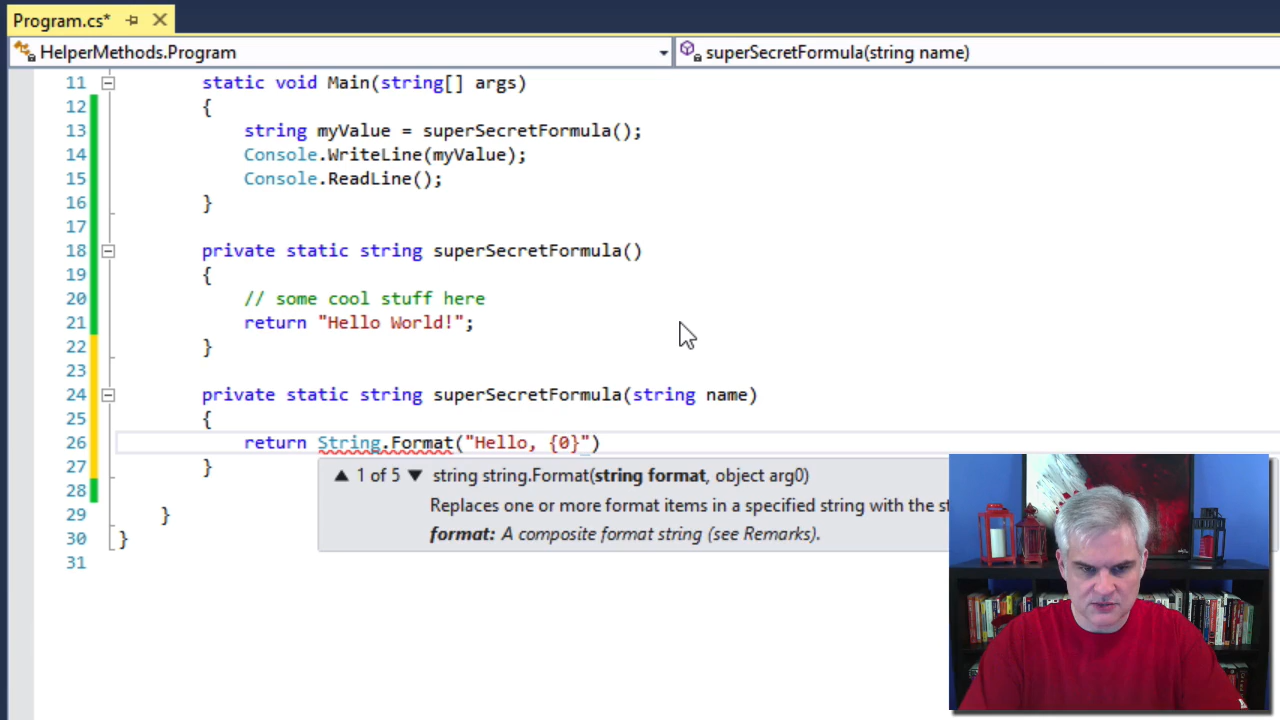 Program.cs*
HelperMethods.Program
superSecretFormula(string name)
11 static void Main(string[] args)
12 {
13 string myValue = superSecretFormula();
14 Console.WriteLine(myValue);
15 Console.ReadLine();
16 }
17
18 private static string superSecretFormula()
19 {
20 // some cool stuff here
21 return "Hello World!";
22 }
23
24 private static string superSecretFormula(string name)
25 {
26 return String.Format("Hello, {0}")
27 }
1 of 5 string string.Format(string format, object arg0)
28
Replaces one or more format items in a specified string with the s
29 }
format: A composite format string (see Remarks).
30 }
31